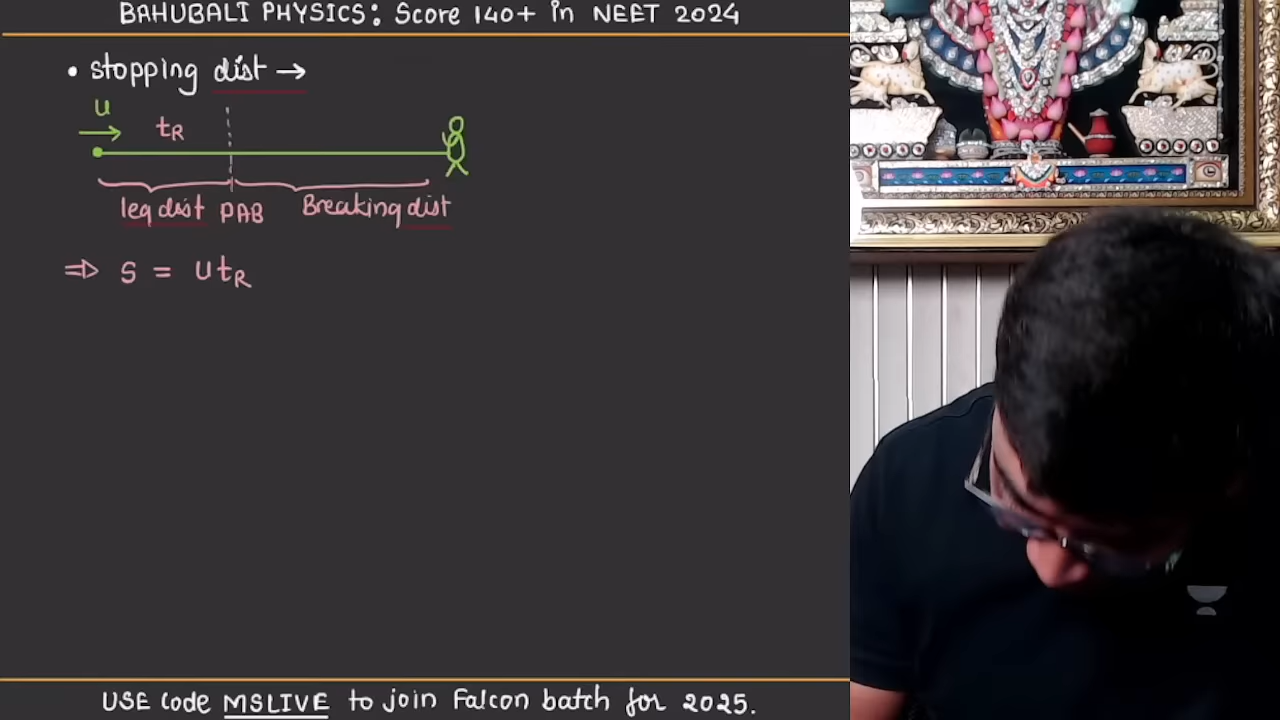 BAHUBALI PHYSICS: Score 140+ in NEET 2024
• stopping dist →
u
tR
leg dist PAB Breaking dist
⇒ s = utR
USE Code MSLIVE to join Falcon batch for 2025.